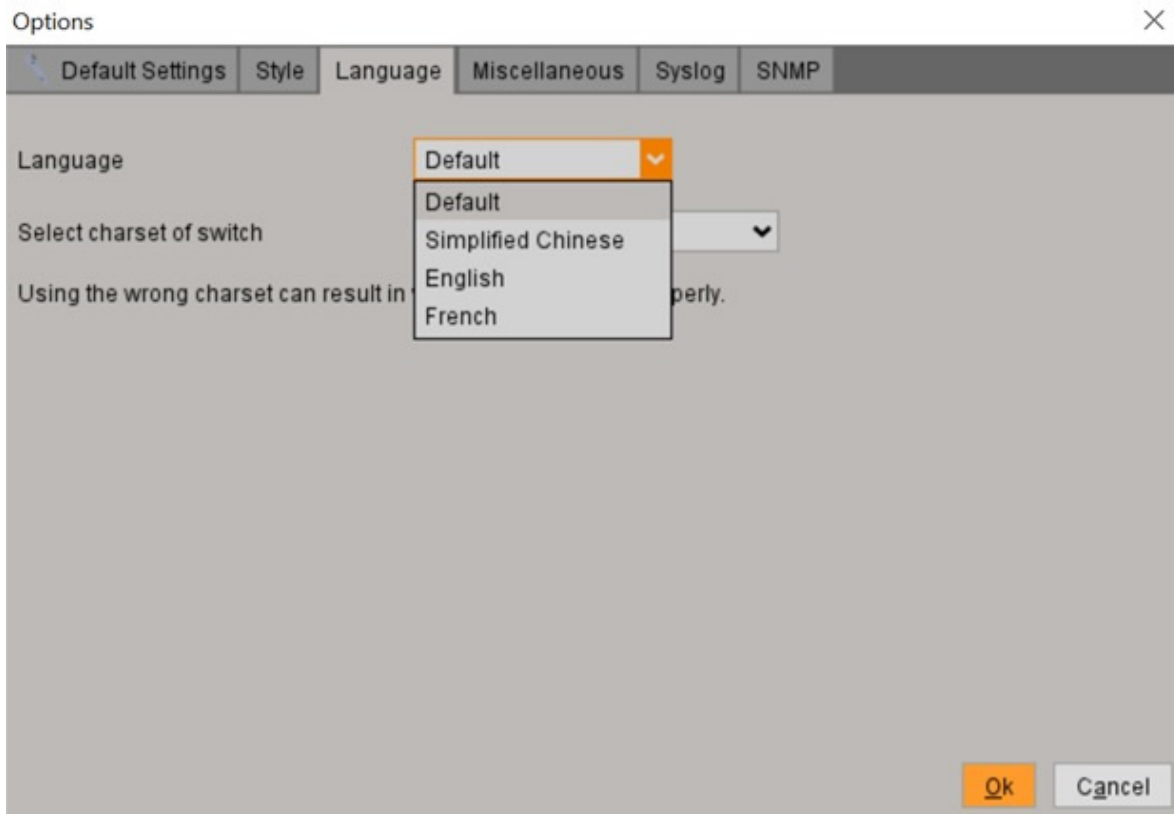 Options
Default Settings Style Language Miscellaneous Syslog SNMP
Language Default
Default
Select charset of switch
Simplified Chinese
English
Using the wrong charset can result in perly.
French
Ok Cancel